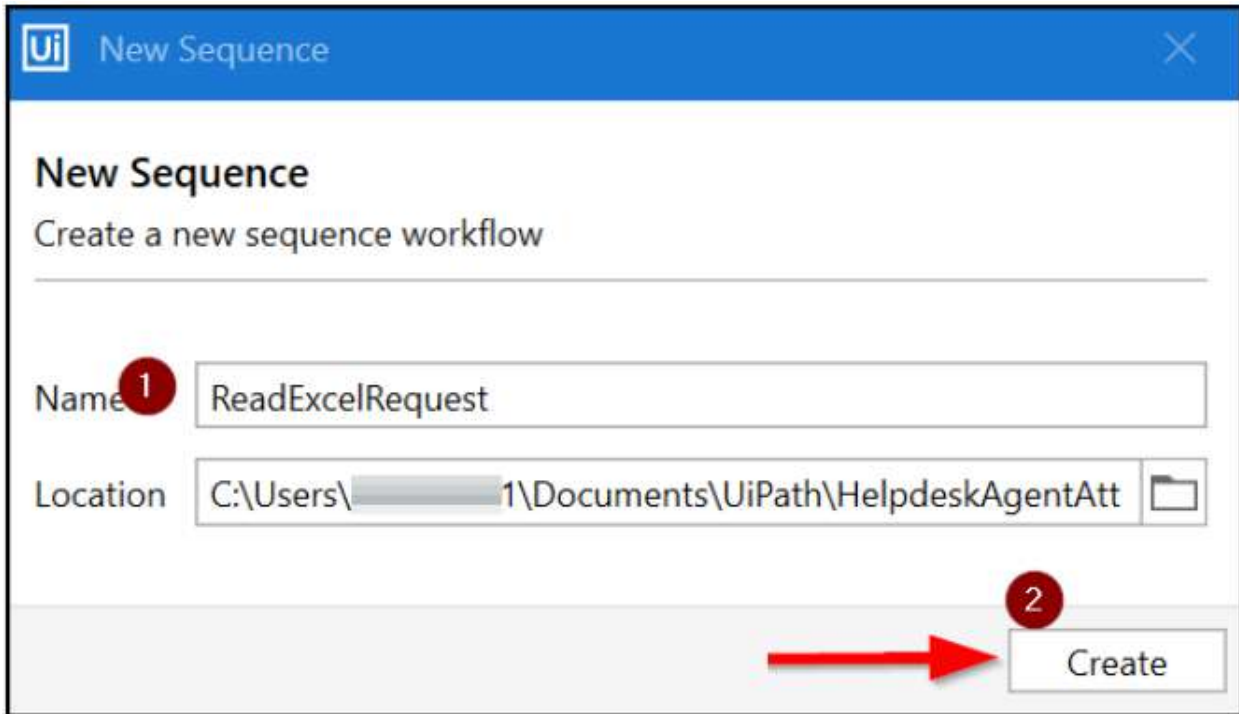 Ui New Sequence
New Sequence
Create a new sequence workflow
Name 1 ReadExcelRequest
Location C:\Users\ 1\Documents\UiPath\HelpdeskAgentAtt
2
Create